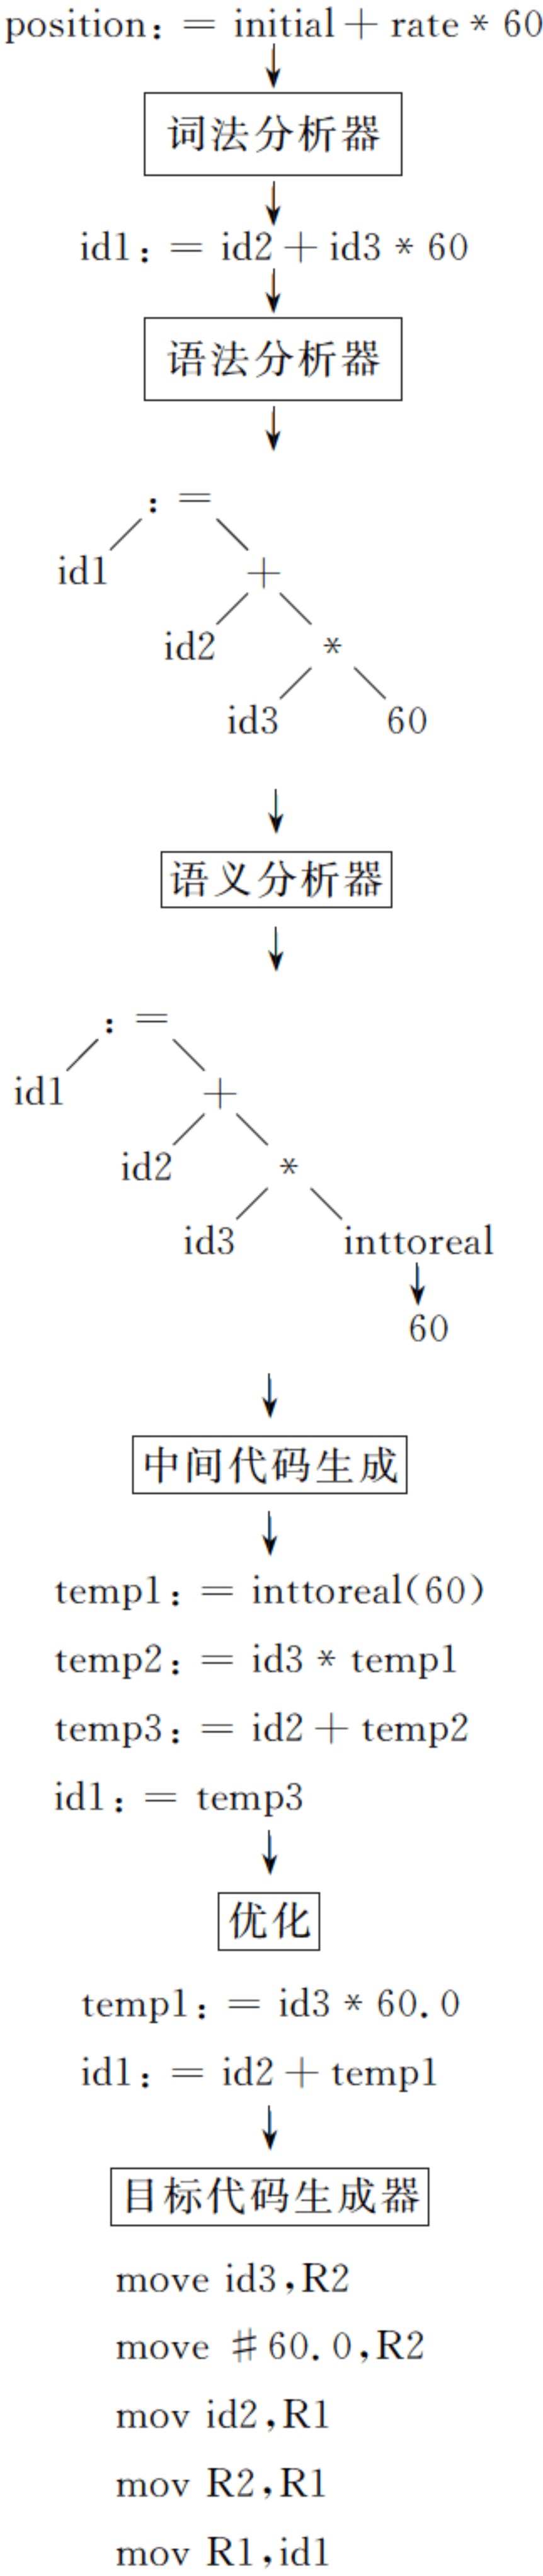 position：= initial＋rate * 60
词法分析器
id1：= id2＋id3 * 60
语法分析器
：=
id1
＋
id2
*
id3 60
语义分析器
：=
id1
＋
id2
*
id3 inttoreal
60
中间代码生成
temp1：= inttoreal(60)
temp2：= id3 * temp1
temp3：= id2＋temp2
id1：= temp3
优化
temp1：= id3 * 60.0
id1：= id2＋temp1
目标代码生成器
move id3,R2
move ♯60.0,R2
mov id2,R1
mov R2,R1
mov R1,id1